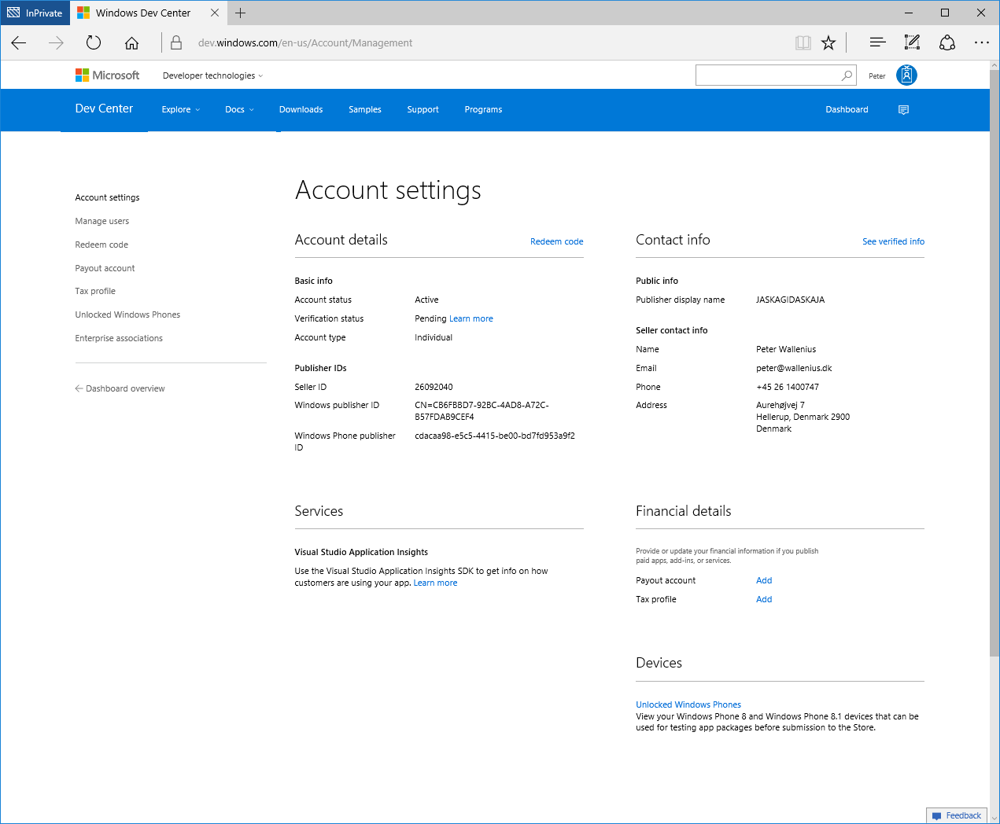 InPrivate
Windows Dev Center
dev.windows.com/en-us/Account/Management
Microsoft
Developer technologies
Peter
Dev Center
Explore
Docs
Downloads
Samples
Support
Programs
Dashboard
Account settings
Manage users
Redeem code
Payout account
Tax profile
Unlocked Windows Phones
Enterprise associations
Dashboard overview
Account settings
Account details
Redeem code
Basic info
Account status Active
Verification status Pending Learn more
Account type Individual
Publisher IDs
Seller ID 26092040
Windows publisher ID CN=CB6FBBD7-92BC-4AD8-A72C-
B57FDAB9CEF4
Windows Phone publisher cdacaa98-e5c5-4415-be00-bd7fd953a9f2
ID
Contact info
See verified info
Public info
Publisher display name JASKAGIDASKAJA
Seller contact info
Name Peter Wallenius
Email peter@wallenius.dk
Phone +45 26 1400747
Address Aurehøjvej 7
Hellerup, Denmark 2900
Denmark
Services
Visual Studio Application Insights
Use the Visual Studio Application Insights SDK to get info on how
customers are using your app. Learn more
Financial details
Provide or update your financial information if you publish
paid apps, add-ins, or services.
Payout account Add
Tax profile Add
Devices
Unlocked Windows Phones
View your Windows Phone 8 and Windows Phone 8.1 devices that can be
used for testing app packages before submission to the Store.
Feedback